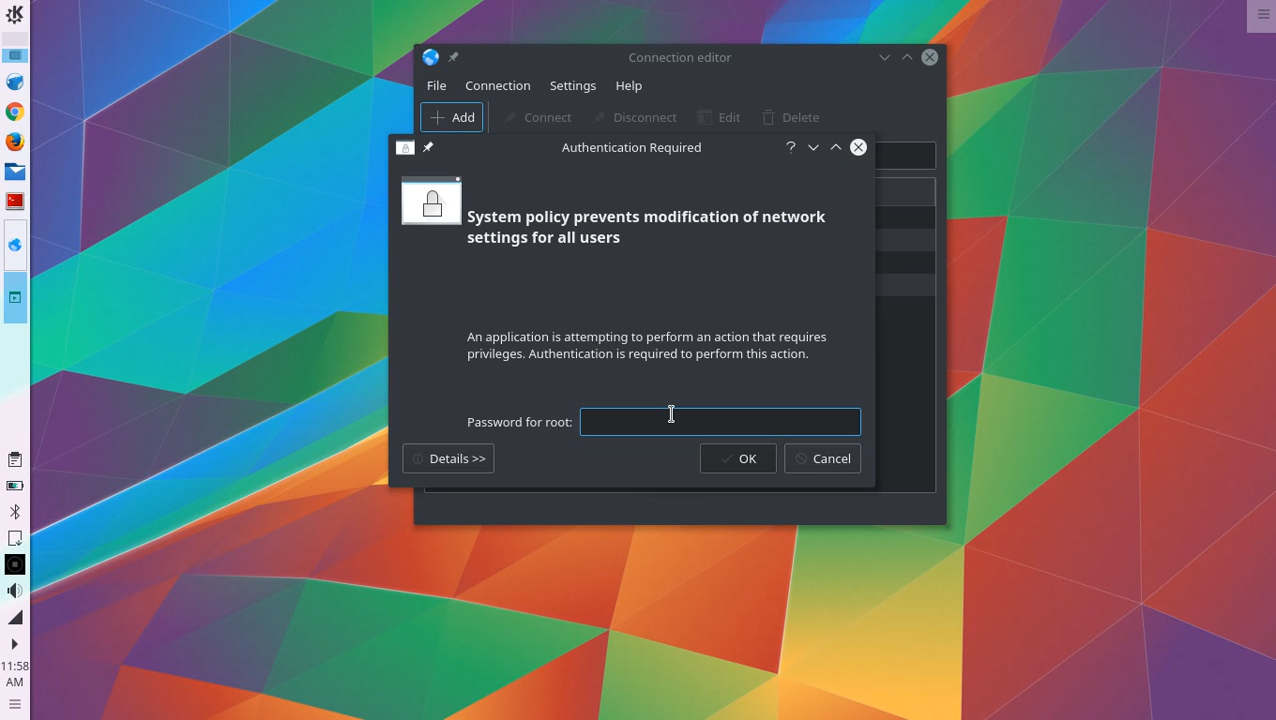 Connection editor
File Connection Settings Help
Add Connect Disconnect Edit Delete
Authentication Required
System policy prevents modification of network
settings for all users
An application is attempting to perform an action that requires
privileges. Authentication is required to perform this action.
Password for root:
Details >> OK Cancel
11:58
AM